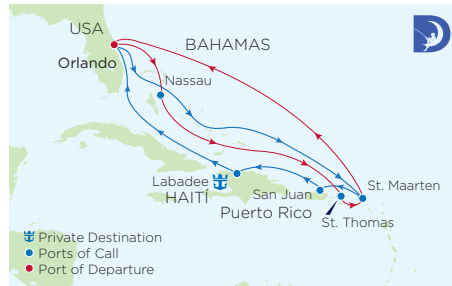 USA
BAHAMAS
Orlando
Nassau
Labadee
HAITÍ
San Juan
St. Maarten
Puerto Rico
St. Thomas
Private Destination
Ports of Call
Port of Departure